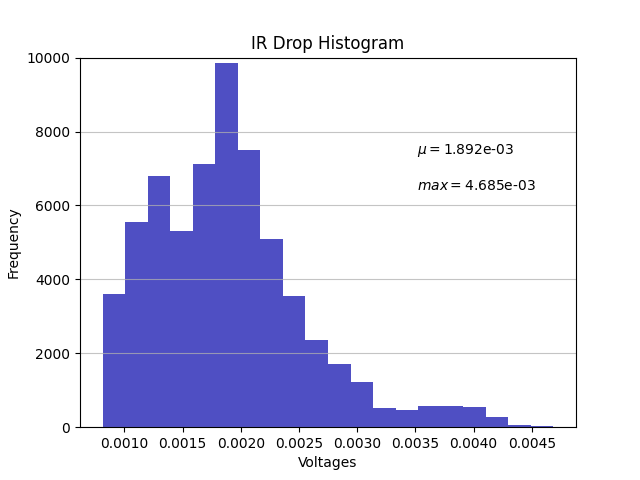 IR Drop Histogram
10000
8000
6000
4000
2000
0
Frequency
μ = 1.892e-03
max = 4.685e-03
0.0010 0.0015 0.0020 0.0025 0.0030 0.0035 0.0040 0.0045
Voltages